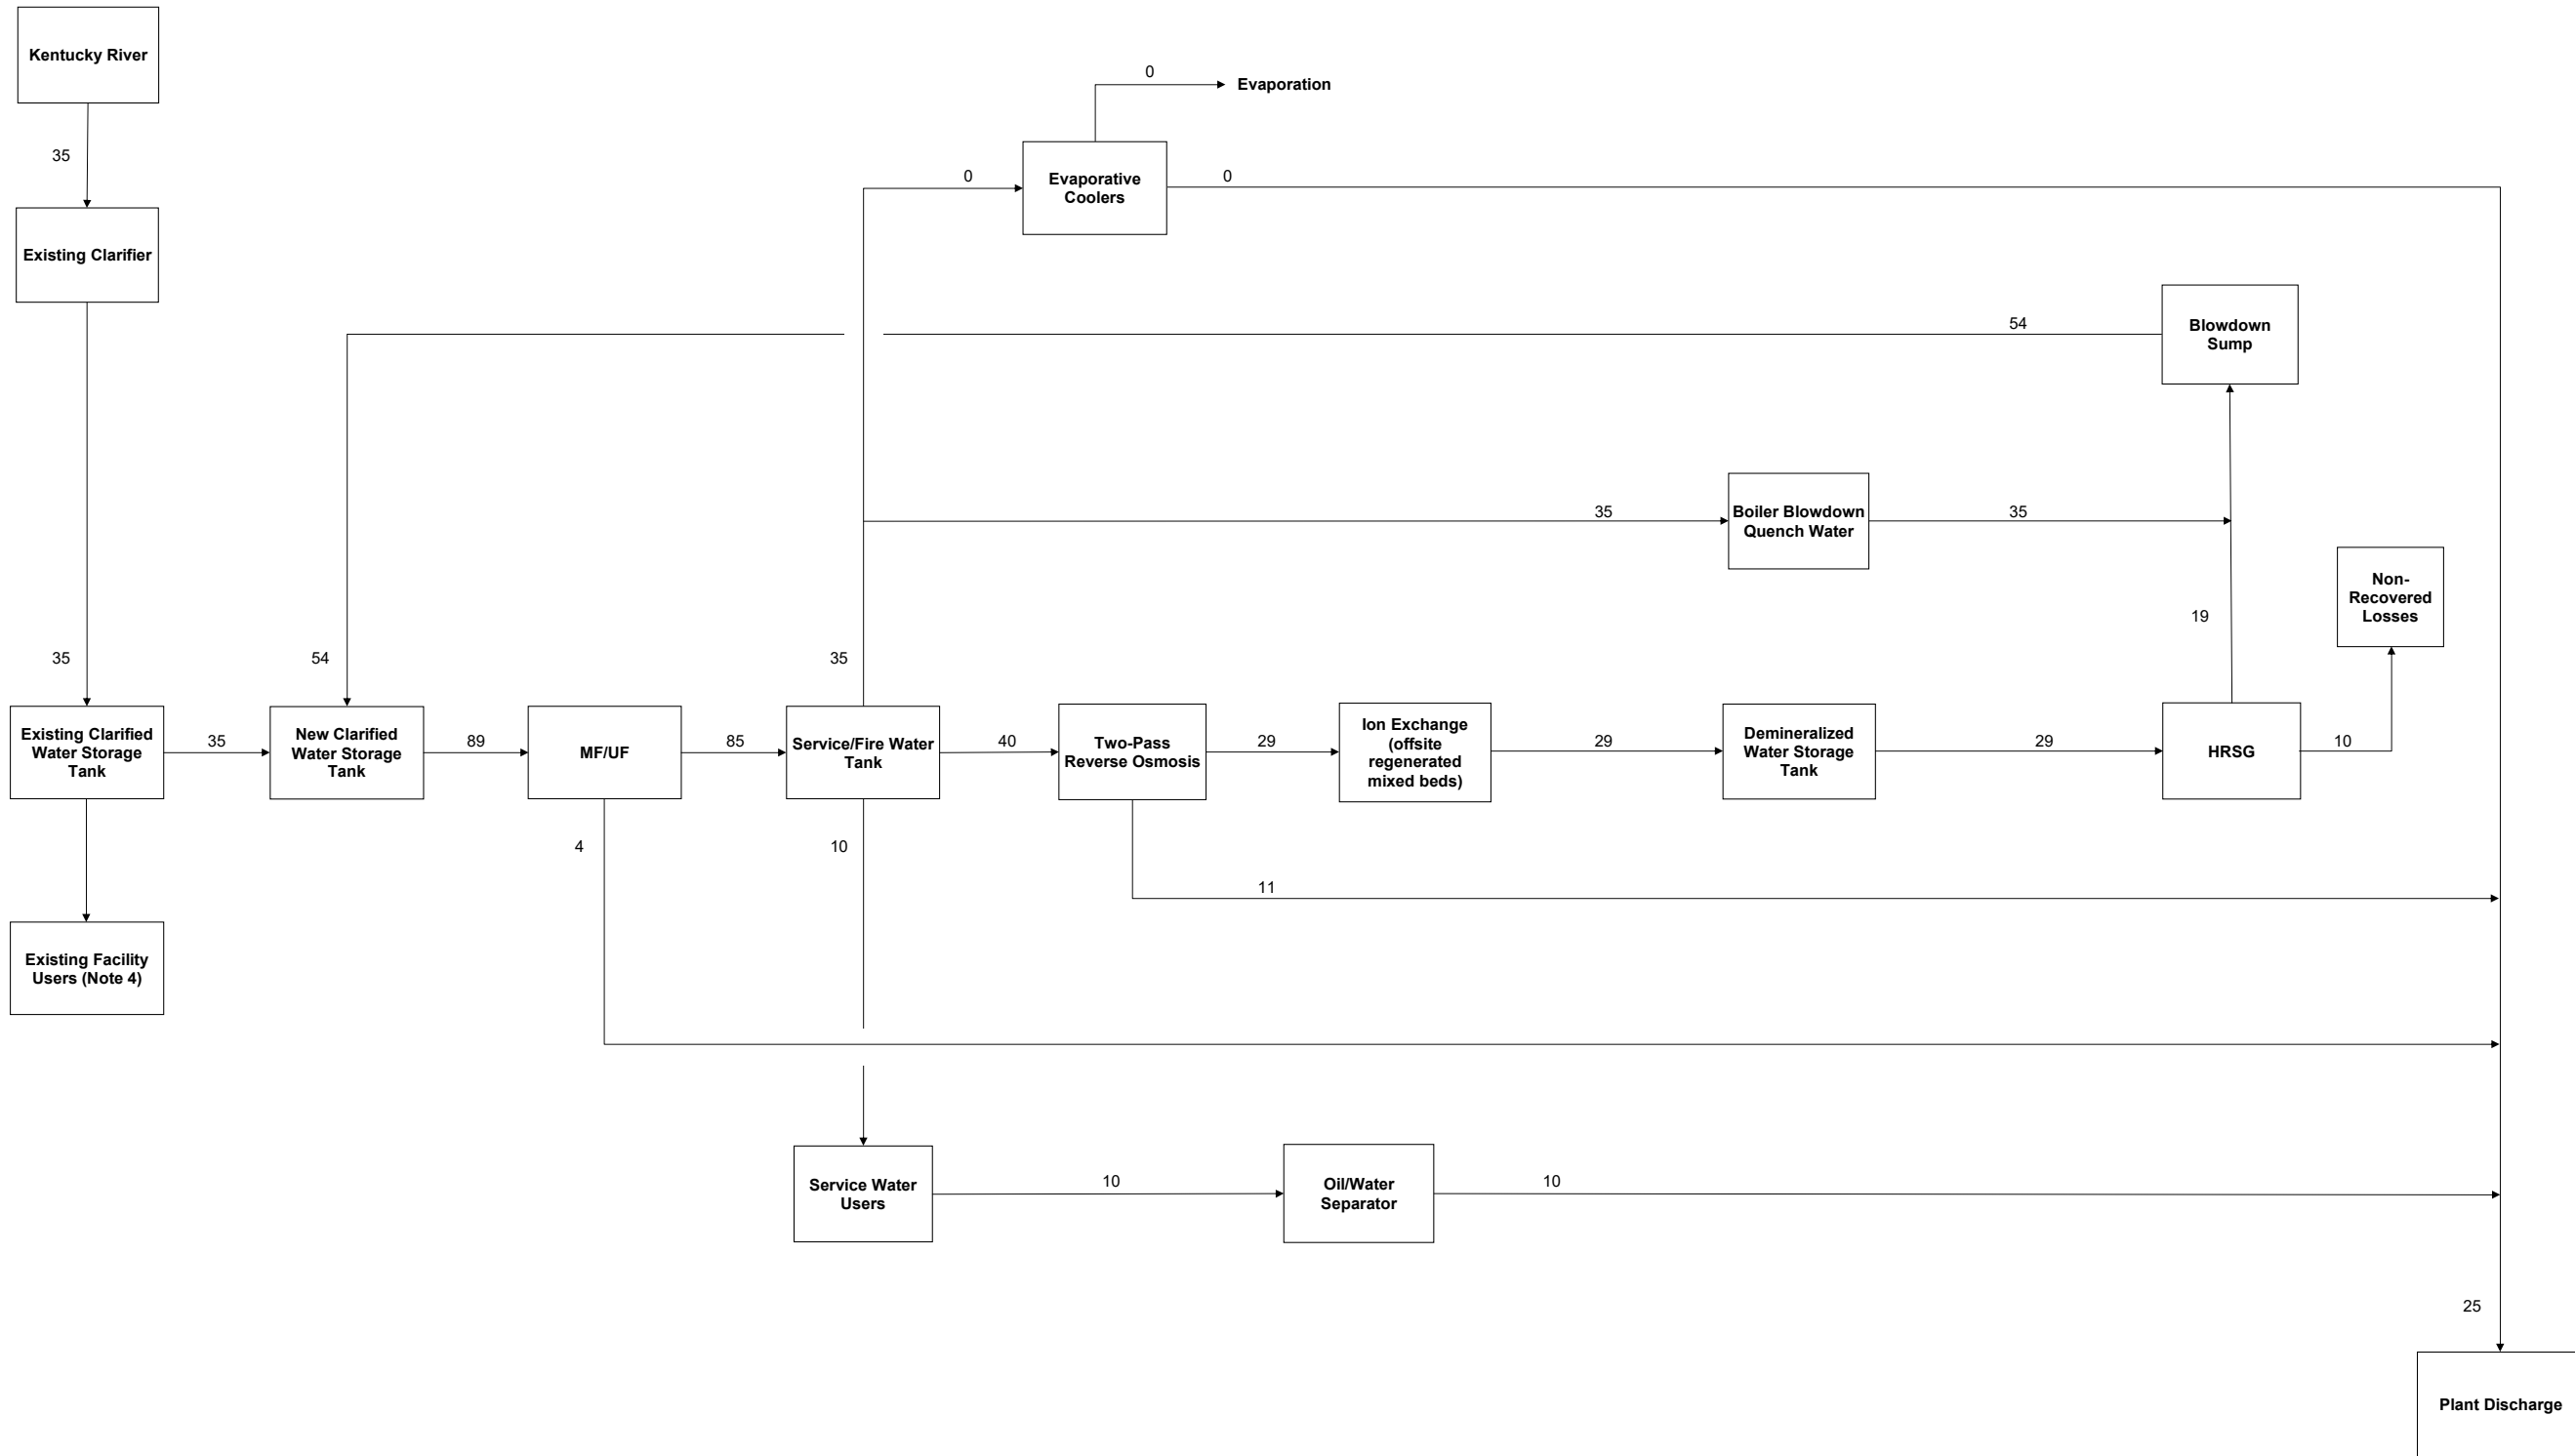 Kentucky River
0
Evaporation
35
Evaporative
Coolers
0
0
Existing Clarifier
54
Blowdown
Sump
35
Boiler Blowdown
Quench Water
35
Non-
Recovered
Losses
19
35
54
35
Existing Clarified
Water Storage
Tank
35
New Clarified
Water Storage
Tank
89
MF/UF
85
Service/Fire Water
Tank
40
Two-Pass
Reverse Osmosis
29
Ion Exchange
(offsite
regenerated
mixed beds)
29
Demineralized
Water Storage
Tank
29
HRSG
10
4
10
11
Existing Facility
Users (Note 4)
Service Water
Users
10
Oil/Water
Separator
10
25
Plant Discharge